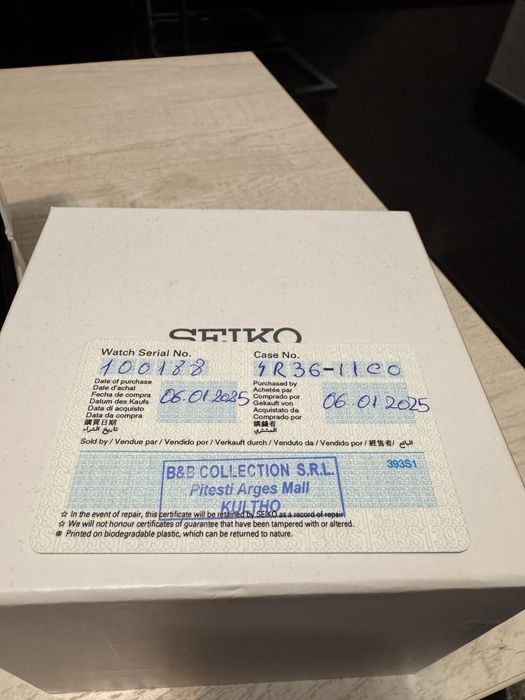 SEIKO
Watch Serial No.
100188
Case No.
4R36-11C0
Date of purchase
Date d'achat
Fecha de compra
Datum des Kaufs
Data di acquisto
Data da compra
購買日期
تاريخ الشراء
06.01.2025
Purchased by
Achetée par
Comprado por
Gekauft von
Acquistato da
Comprado por
購錶者
المشتري
06.01.2025
Sold by / Vendue par / Vendido por / Verkauft durch / Venduto da / Vendido por / 經售者/ البائع
393S1
B&B COLLECTION S.R.L.
Pitesti Arges Mall
KULTHO
☆ In the event of repair, this certificate will be retained by SEIKO as a record of repair.
☆ We will not honour certificates of guarantee that have been tampered with or altered.
Printed on biodegradable plastic, which can be returned to nature.